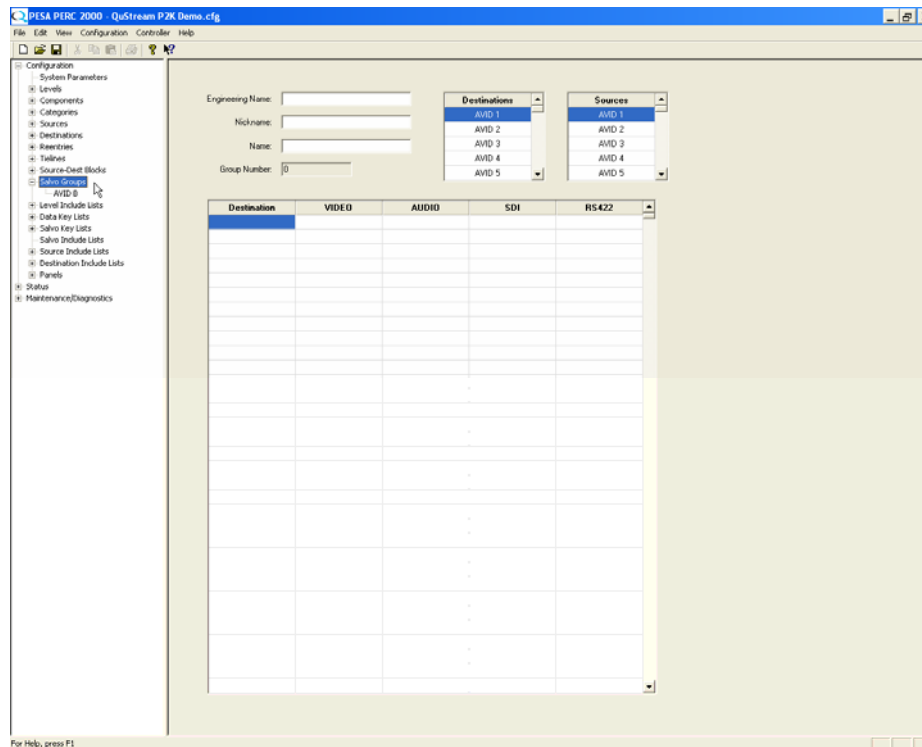 PESA PERC 2000 - QuStream P2K Demo.cfg
File Edit View Configuration Controller Help
Configuration
System Parameters
Levels
Components
Categories
Sources
Destinations
Reentries
Tielines
Source-Dest Blocks
Salvo Groups
AVID 8
Level Include Lists
Data Key Lists
Salvo Key Lists
Salvo Include Lists
Source Include Lists
Destination Include Lists
Panels
Status
Maintenance/Diagnostics
Engineering Name:
Nickname:
Name:
Group Number: 0
Destinations
AVID 1
AVID 2
AVID 3
AVID 4
AVID 5
Sources
AVID 1
AVID 2
AVID 3
AVID 4
AVID 5
Destination VIDEO AUDIO SDI RS422
For Help, press F1